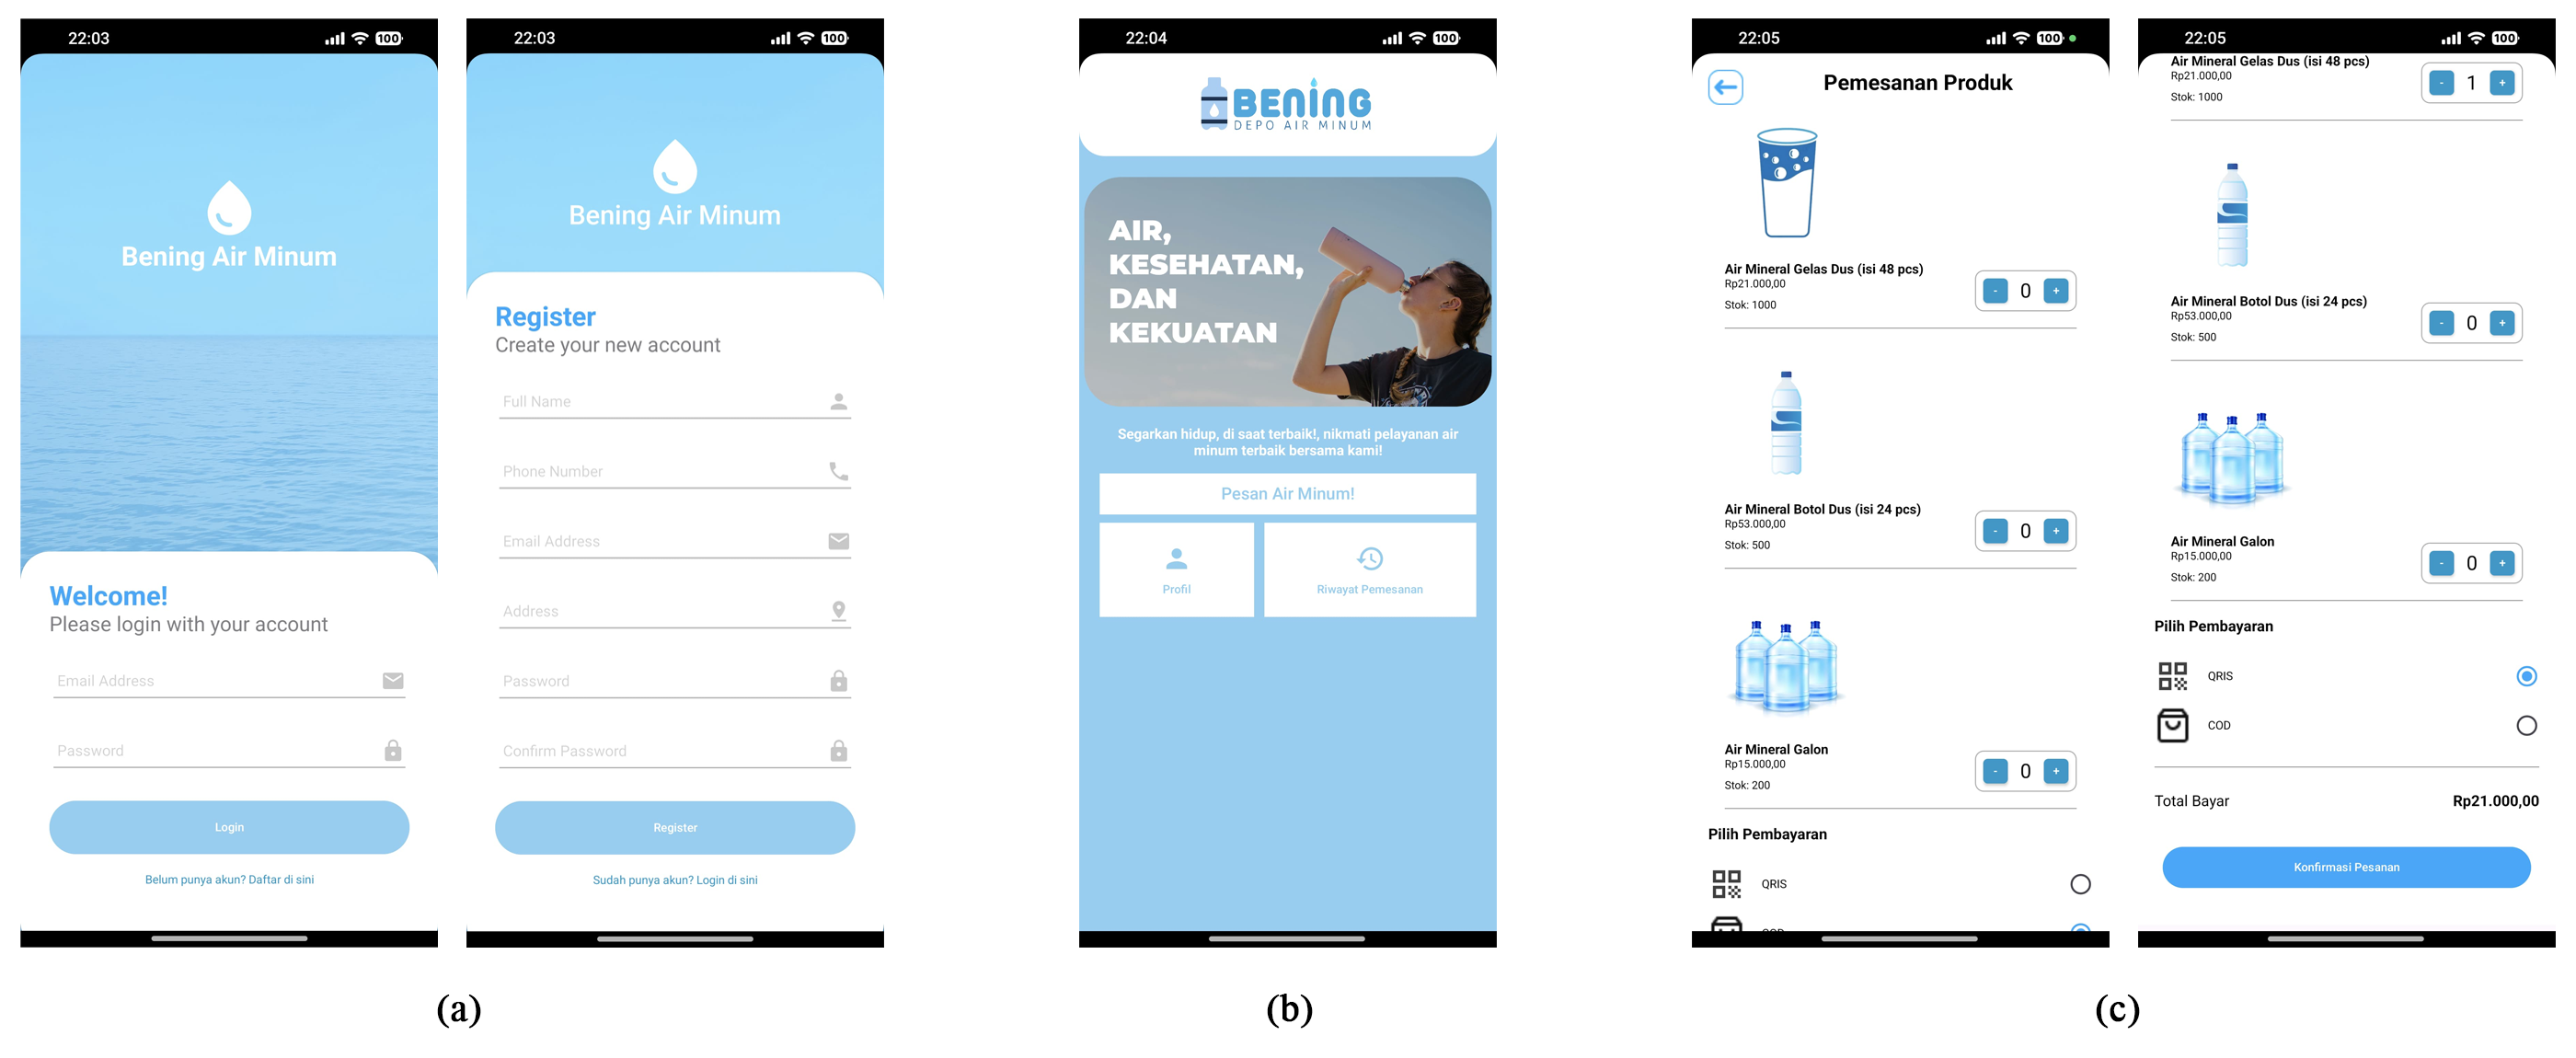 22:03
100
Bening Air Minum
Welcome!
Please login with your account
Email Address
Password
Login
Belum punya akun? Daftar di sini
22:03
100
Bening Air Minum
Register
Create your new account
Full Name
Phone Number
Email Address
Address
Password
Confirm Password
Register
Sudah punya akun? Login di sini
(a)
22:04
100
BENING
DEPO AIR MINUM
AIR,
KESEHATAN,
DAN
KEKUATAN
Segarkan hidup, di saat terbaik!, nikmati pelayanan air
minum terbaik bersama kami!
Pesan Air Minum!
Profil
Riwayat Pemesanan
(b)
22:05
100
Pemesanan Produk
Air Mineral Gelas Dus (isi 48 pcs)
Rp21.000,00
Stok: 1000
- 0 +
Air Mineral Botol Dus (isi 24 pcs)
Rp53.000,00
Stok: 500
- 0 +
Air Mineral Galon
Rp15.000,00
Stok: 200
- 0 +
Pilih Pembayaran
QRIS
22:05
100
Air Mineral Gelas Dus (isi 48 pcs)
Rp21.000,00
Stok: 1000
- 1 +
Air Mineral Botol Dus (isi 24 pcs)
Rp53.000,00
Stok: 500
- 0 +
Air Mineral Galon
Rp15.000,00
Stok: 200
- 0 +
Pilih Pembayaran
QRIS
COD
Total Bayar Rp21.000,00
Konfirmasi Pesanan
(c)